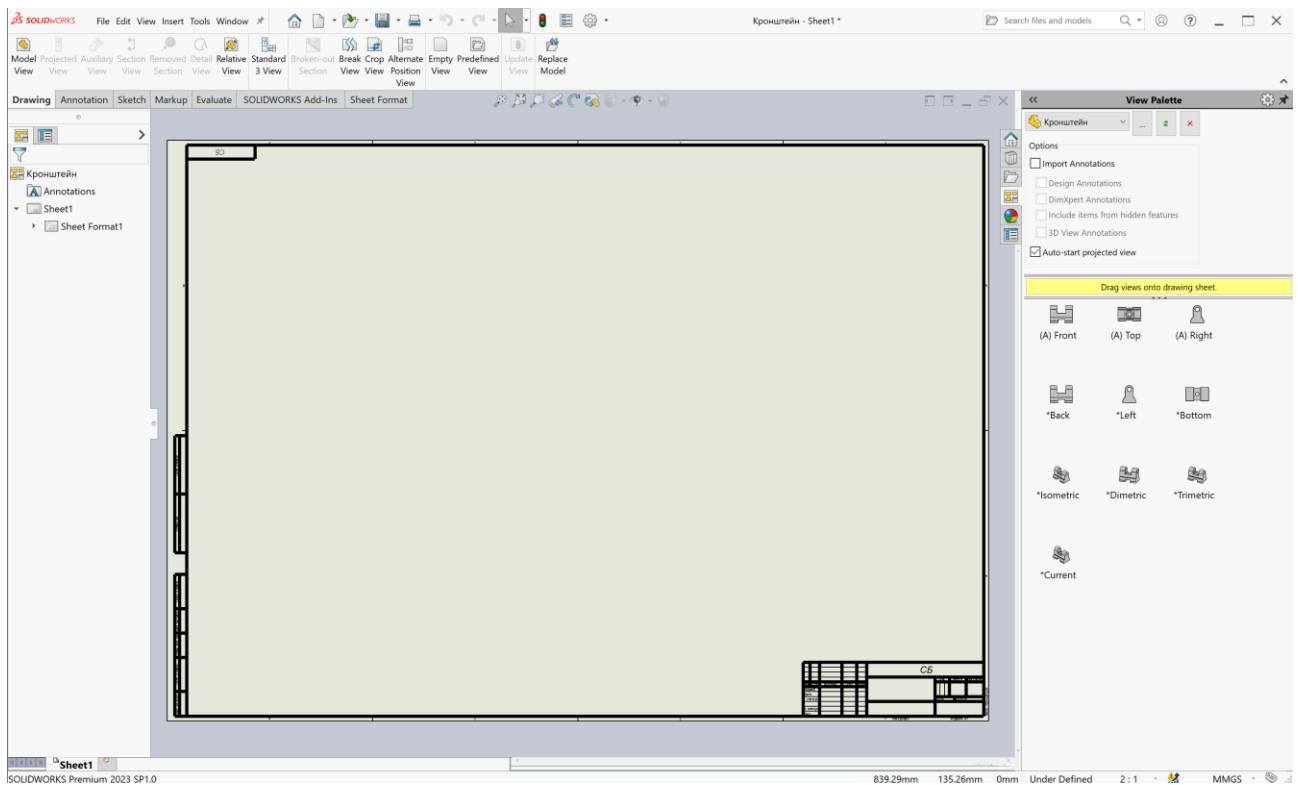 SOLIDWORKS File Edit View Insert Tools Window Кронштейн - Sheet1 * Search files and models
Model View Projected View Auxiliary View Section View Removed Section Detail View Relative View Standard 3 View Broken-out Section Break View Crop View Alternate Position View Empty View Predefined View Update View Replace Model
Drawing Annotation Sketch Markup Evaluate SOLIDWORKS Add-Ins Sheet Format
View Palette
Кронштейн
...
Options
Import Annotations
Design Annotations
DimXpert Annotations
Include items from hidden features
3D View Annotations
Auto-start projected view
Drag views onto drawing sheet.
(A) Front (A) Top (A) Right
*Back *Left *Bottom
*Isometric *Dimetric *Trimetric
*Current
Кронштейн
Annotations
Sheet1
Sheet Format1
СБ
СБ
Sheet1
SOLIDWORKS Premium 2023 SP1.0 839.29mm 135.26mm 0mm Under Defined 2 : 1 MMGS